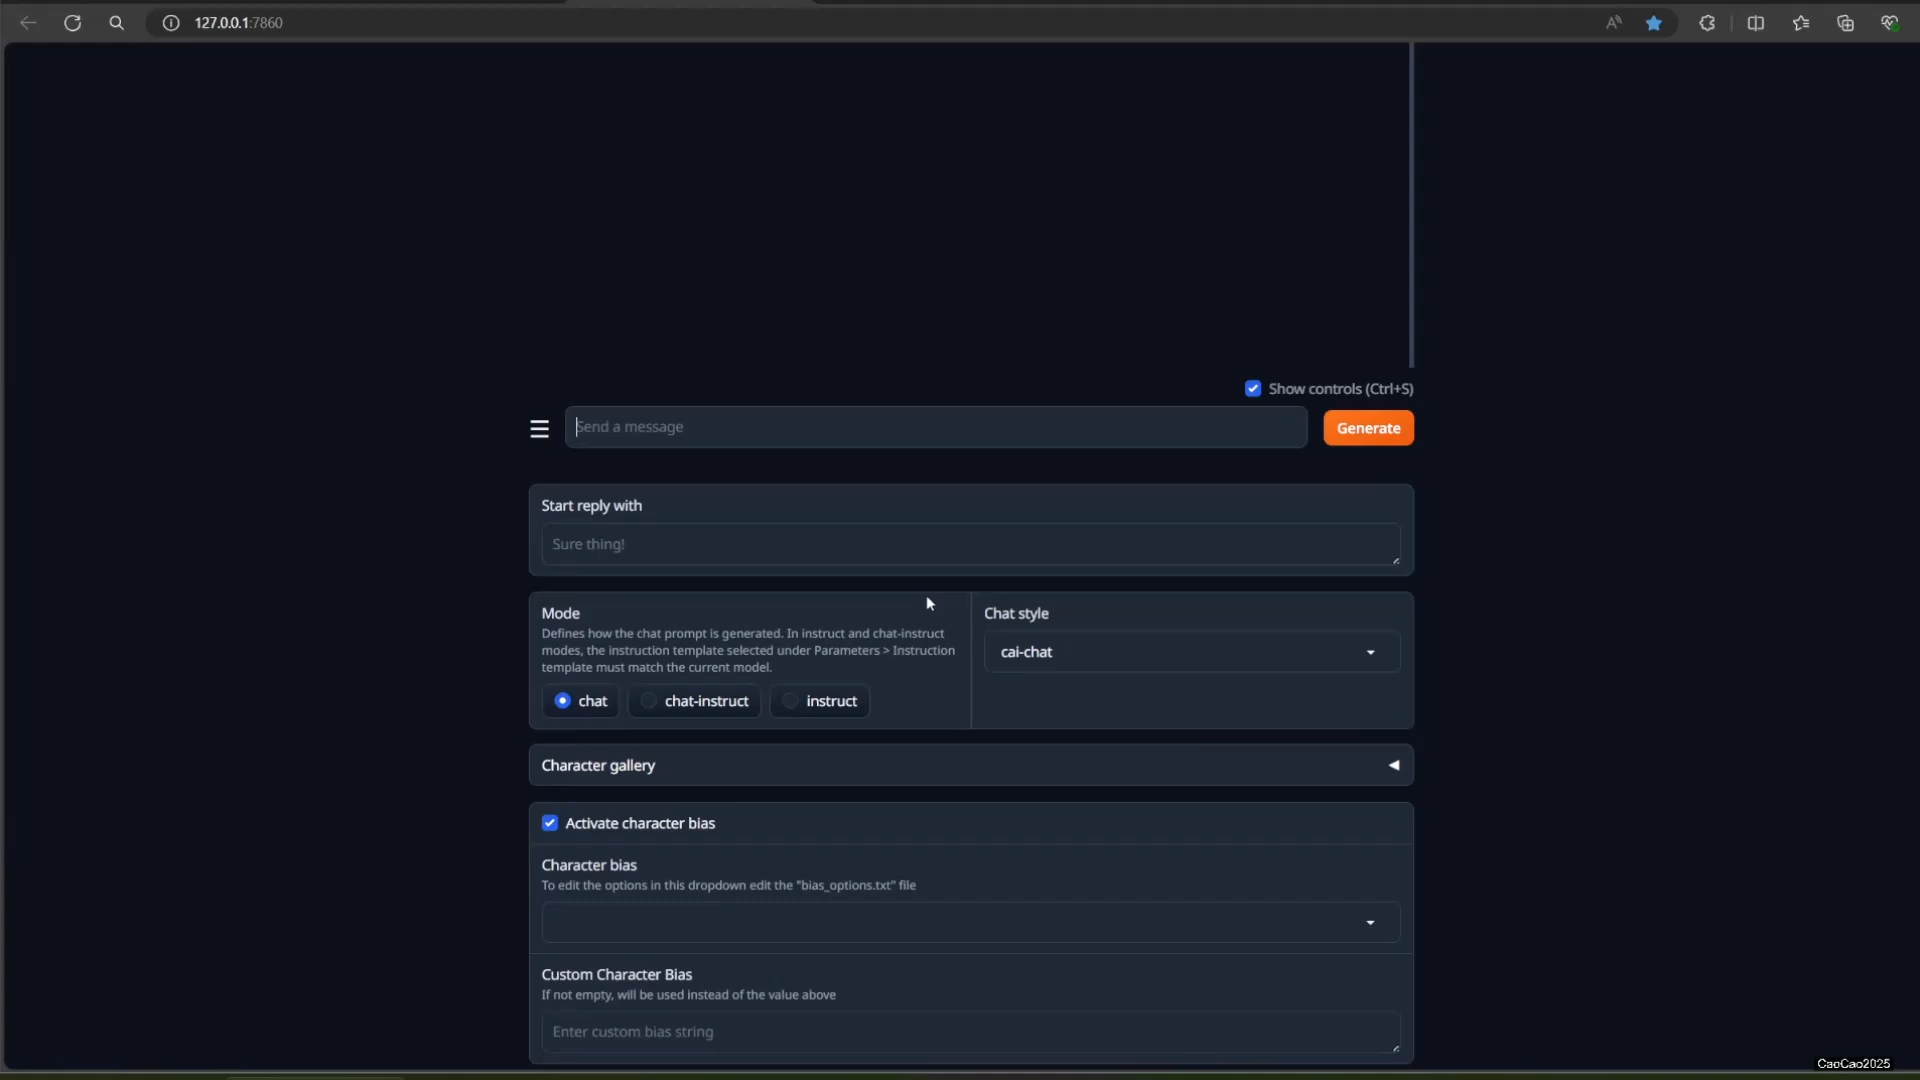 127.0.0.1:7860
Show controls (Ctrl+S)
Send a message
Generate
Start reply with
Sure thing!
Mode
Defines how the chat prompt is generated. In instruct and chat-instruct
modes, the instruction template selected under Parameters > Instruction
template must match the current model.
chat
chat-instruct
instruct
Chat style
cai-chat
Character gallery
Activate character bias
Character bias
To edit the options in this dropdown edit the "bias_options.txt" file
Custom Character Bias
If not empty, will be used instead of the value above
Enter custom bias string
CaoCao2025